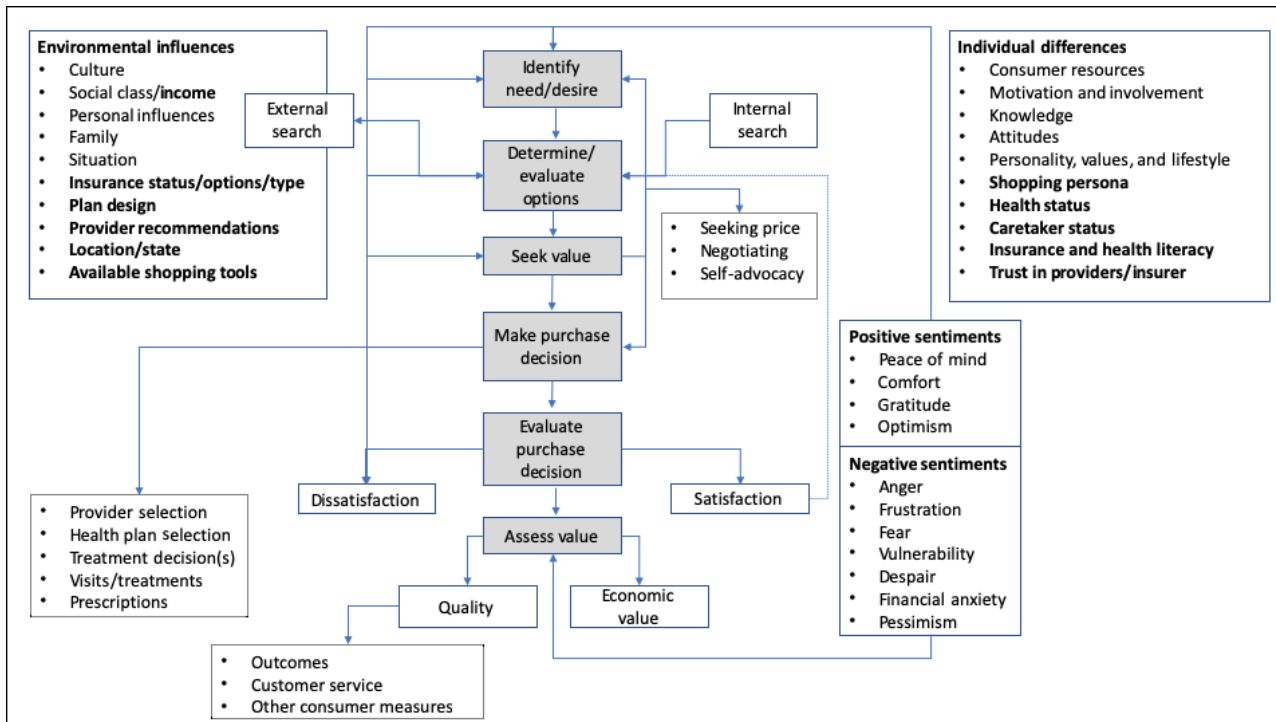 Environmental influences
• Culture
• Social class/income
• Personal influences
• Family
• Situation
• Insurance status/options/type
• Plan design
• Provider recommendations
• Location/state
• Available shopping tools
External
search
Identify
need/desire
Internal
search
Determine/
evaluate
options
Seek value
• Seeking price
• Negotiating
• Self-advocacy
Individual differences
• Consumer resources
• Motivation and involvement
• Knowledge
• Attitudes
• Personality, values, and lifestyle
• Shopping persona
• Health status
• Caretaker status
• Insurance and health literacy
• Trust in providers/insurer
Make purchase
decision
Positive sentiments
• Peace of mind
• Comfort
• Gratitude
• Optimism
Evaluate
purchase
decision
Dissatisfaction
Satisfaction
Negative sentiments
• Anger
• Frustration
• Fear
• Vulnerability
• Despair
• Financial anxiety
• Pessimism
• Provider selection
• Health plan selection
• Treatment decision(s)
• Visits/treatments
• Prescriptions
Assess value
Quality
Economic
value
• Outcomes
• Customer service
• Other consumer measures